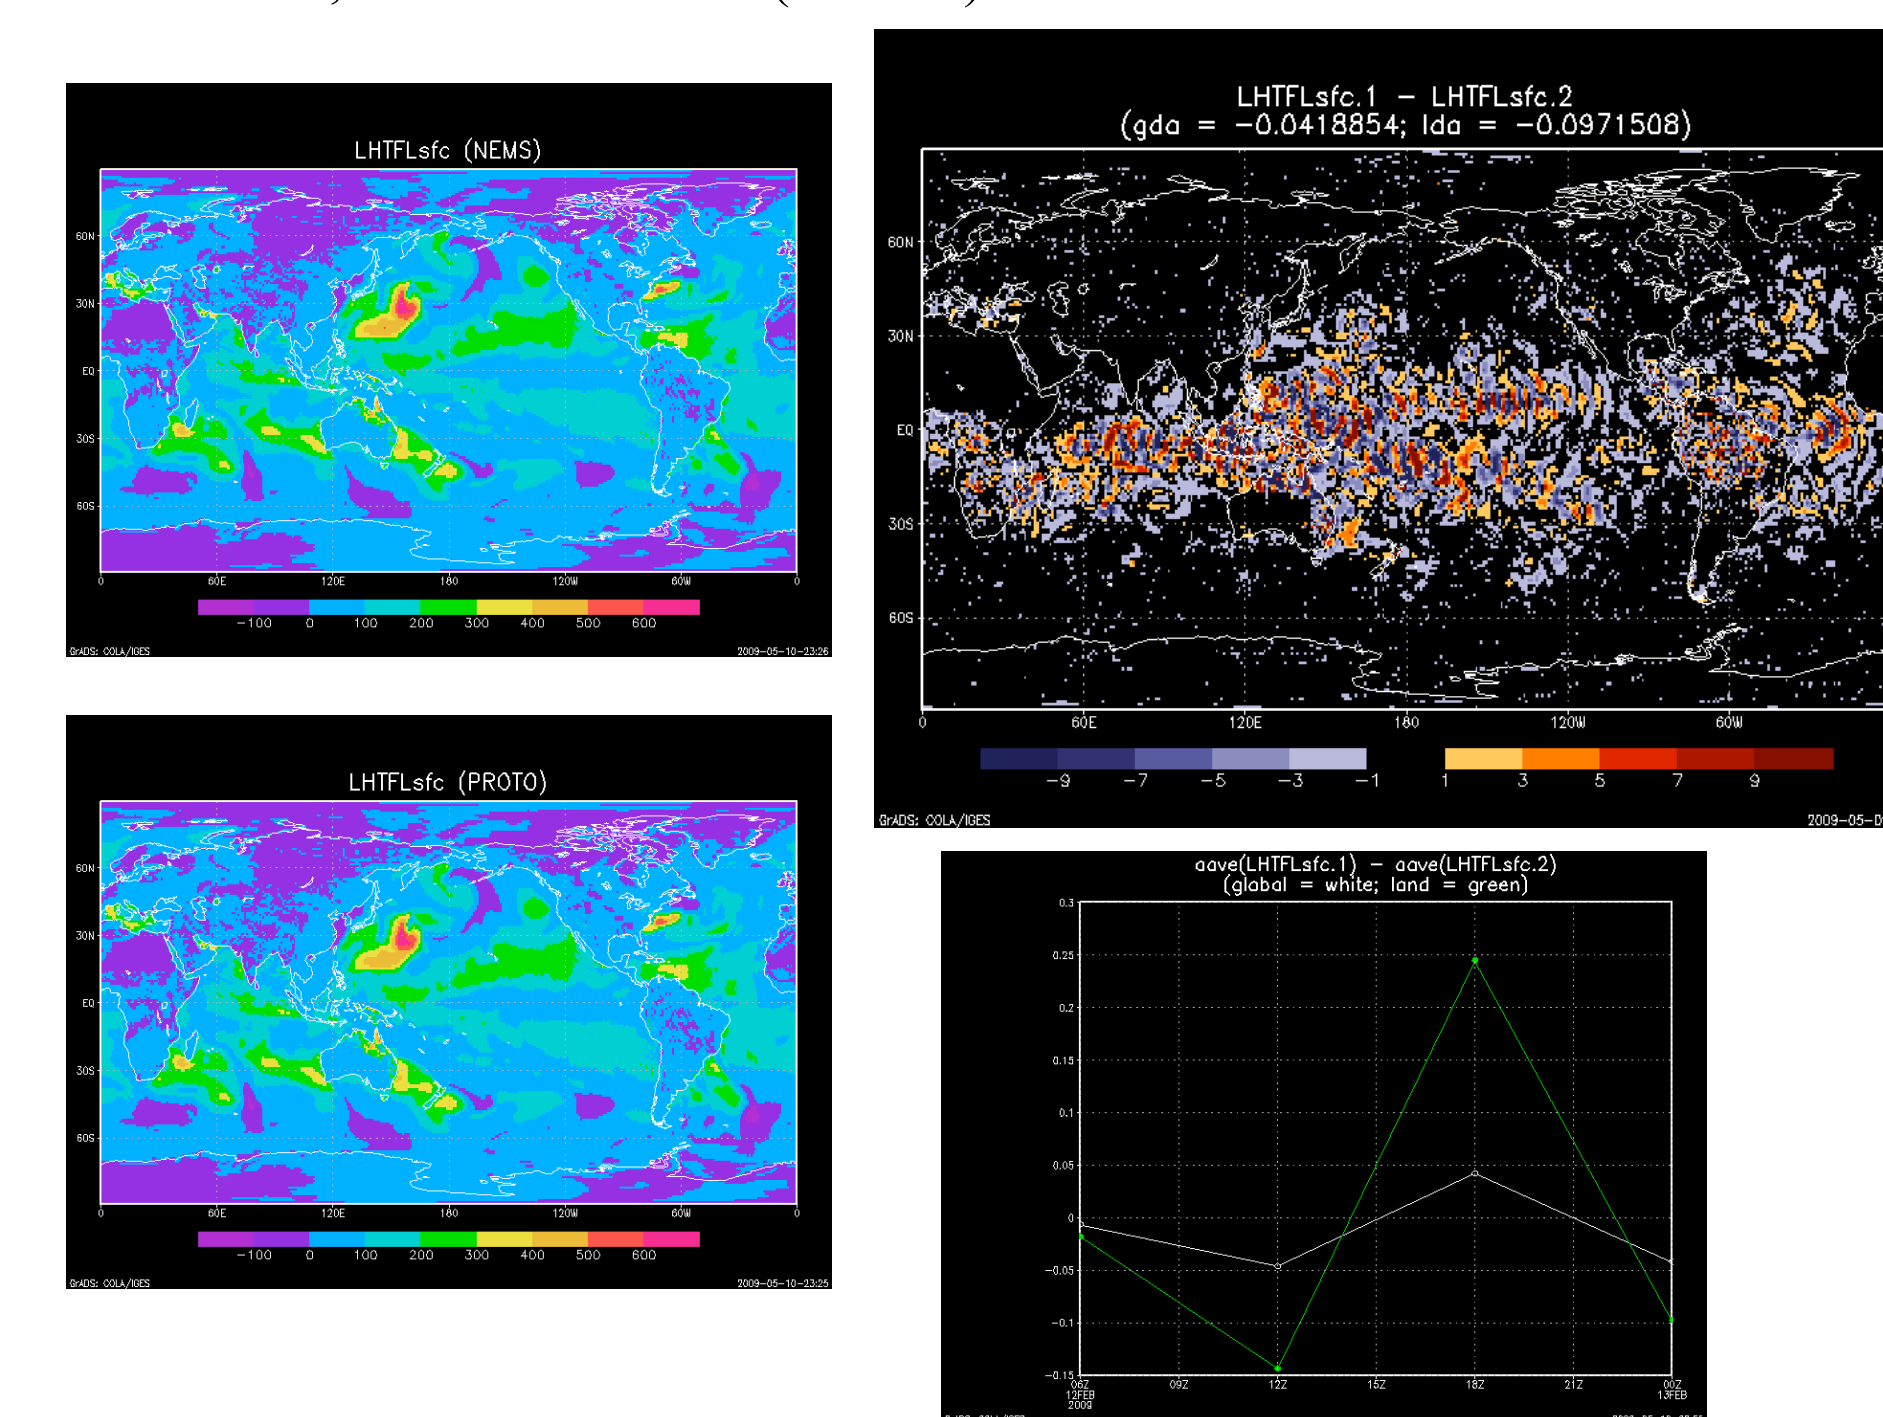 LHTFLsfc (NEMS)
60N
30N
EQ
30S
60S
0 60E 120E 180 120W 60W 0
-100 0 100 200 300 400 500 600
GrADS: COLA/IGES 2009-05-10-23:26
LHTFLsfc (PROTO)
60N
30N
EQ
30S
60S
0 60E 120E 180 120W 60W 0
-100 0 100 200 300 400 500 600
GrADS: COLA/IGES 2009-05-10-23:25
LHTFLsfc.1 - LHTFLsfc.2
(gda = -0.0418854; lda = -0.0971508)
60N
30N
EQ
30S
60S
0 60E 120E 180 120W 60W
-9 -7 -5 -3 -1 1 3 5 7 9
GrADS: COLA/IGES 2009-05-0
aave(LHTFLsfc.1) - aave(LHTFLsfc.2)
(global = white; land = green)
0.3
0.25
0.2
0.15
0.1
0.05
0
-0.05
-0.1
-0.15
06Z 09Z 12Z 15Z 18Z 21Z 00Z
12FEB 13FEB
2009